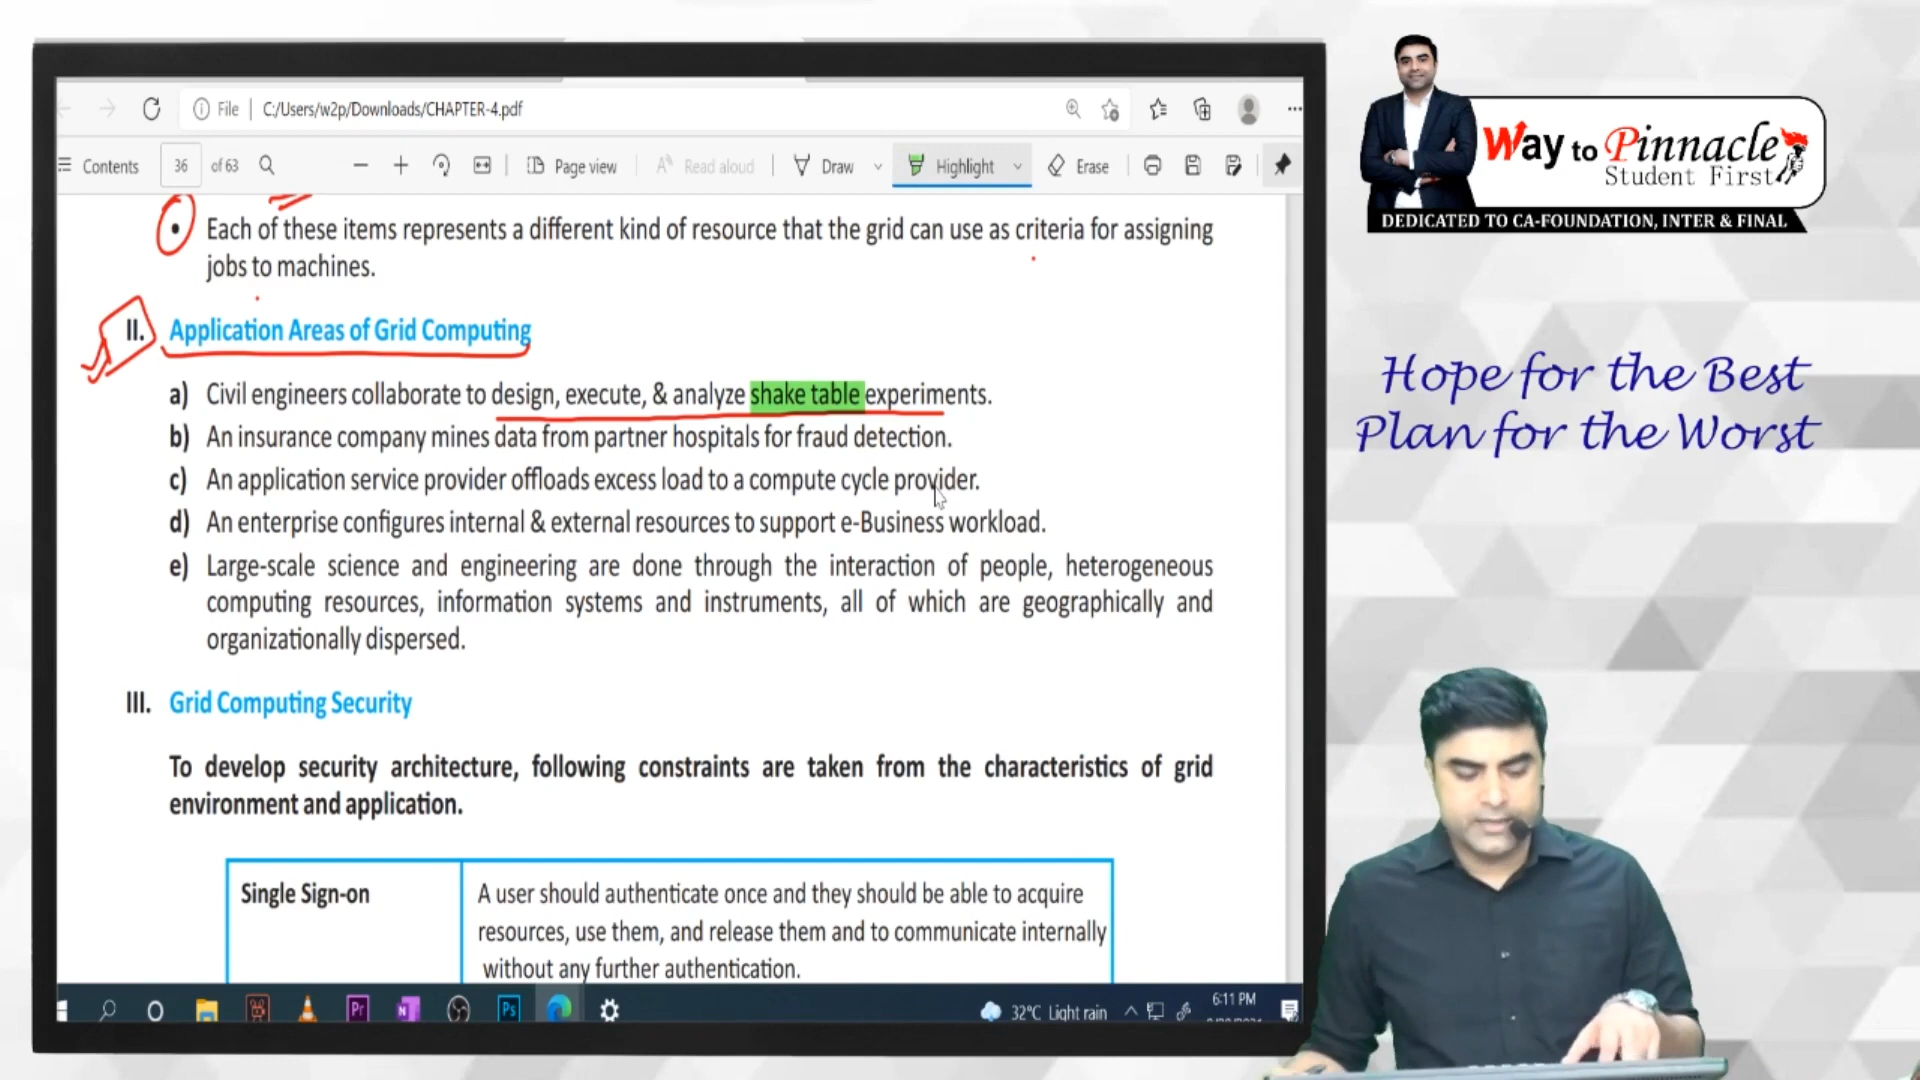 File | C:/Users/w2p/Downloads/CHAPTER-4.pdf
Contents 36 of 63 Page view Read aloud Draw Highlight Erase
Each of these items represents a different kind of resource that the grid can use as criteria for assigning
jobs to machines.
II. Application Areas of Grid Computing
a) Civil engineers collaborate to design, execute, & analyze shake table experiments.
b) An insurance company mines data from partner hospitals for fraud detection.
c) An application service provider offloads excess load to a compute cycle provider.
d) An enterprise configures internal & external resources to support e-Business workload.
e) Large-scale science and engineering are done through the interaction of people, heterogeneous
computing resources, information systems and instruments, all of which are geographically and
organizationally dispersed.
III. Grid Computing Security
To develop security architecture, following constraints are taken from the characteristics of grid
environment and application.
Single Sign-on
A user should authenticate once and they should be able to acquire
resources, use them, and release them and to communicate internally
without any further authentication.
Pr N Ps
32°C Light rain
6:11 PM
Way to Pinnacle
Student First
DEDICATED TO CA-FOUNDATION, INTER & FINAL
Hope for the Best
Plan for the Worst